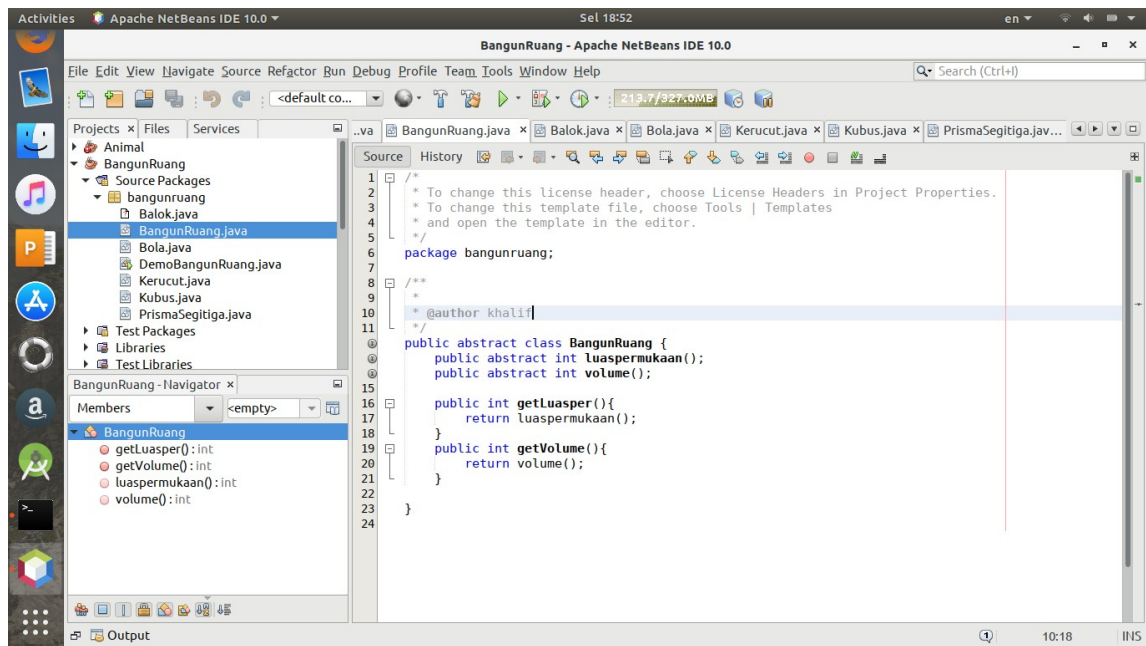 Activities Apache NetBeans IDE 10.0 Sel 18:52 en
BangunRuang - Apache NetBeans IDE 10.0
File Edit View Navigate Source Refactor Run Debug Profile Team Tools Window Help Search (Ctrl+I)
<default co... 213.7/327.0MB
Projects Files Services
Animal
BangunRuang
Source Packages
bangunruang
Balok.java
BangunRuang.java
Bola.java
DemoBangunRuang.java
Kerucut.java
Kubus.java
PrismaSegitiga.java
Test Packages
Libraries
Test Libraries
BangunRuang - Navigator
Members <empty>
BangunRuang
getLuasper() : int
getVolume() : int
luaspermukaan() : int
volume() : int
..va BangunRuang.java Balok.java Bola.java Kerucut.java Kubus.java PrismaSegitiga.jav...
Source History
1 /*
2 * To change this license header, choose License Headers in Project Properties.
3 * To change this template file, choose Tools | Templates
4 * and open the template in the editor.
5 */
6 package bangunruang;
7
8 /**
9 *
10 * @author khalif
11 */
public abstract class BangunRuang {
public abstract int luaspermukaan();
public abstract int volume();
15
16 public int getLuasper(){
17 return luaspermukaan();
18 }
19 public int getVolume(){
20 return volume();
21 }
22
23 }
24
Output 1 10:18 INS